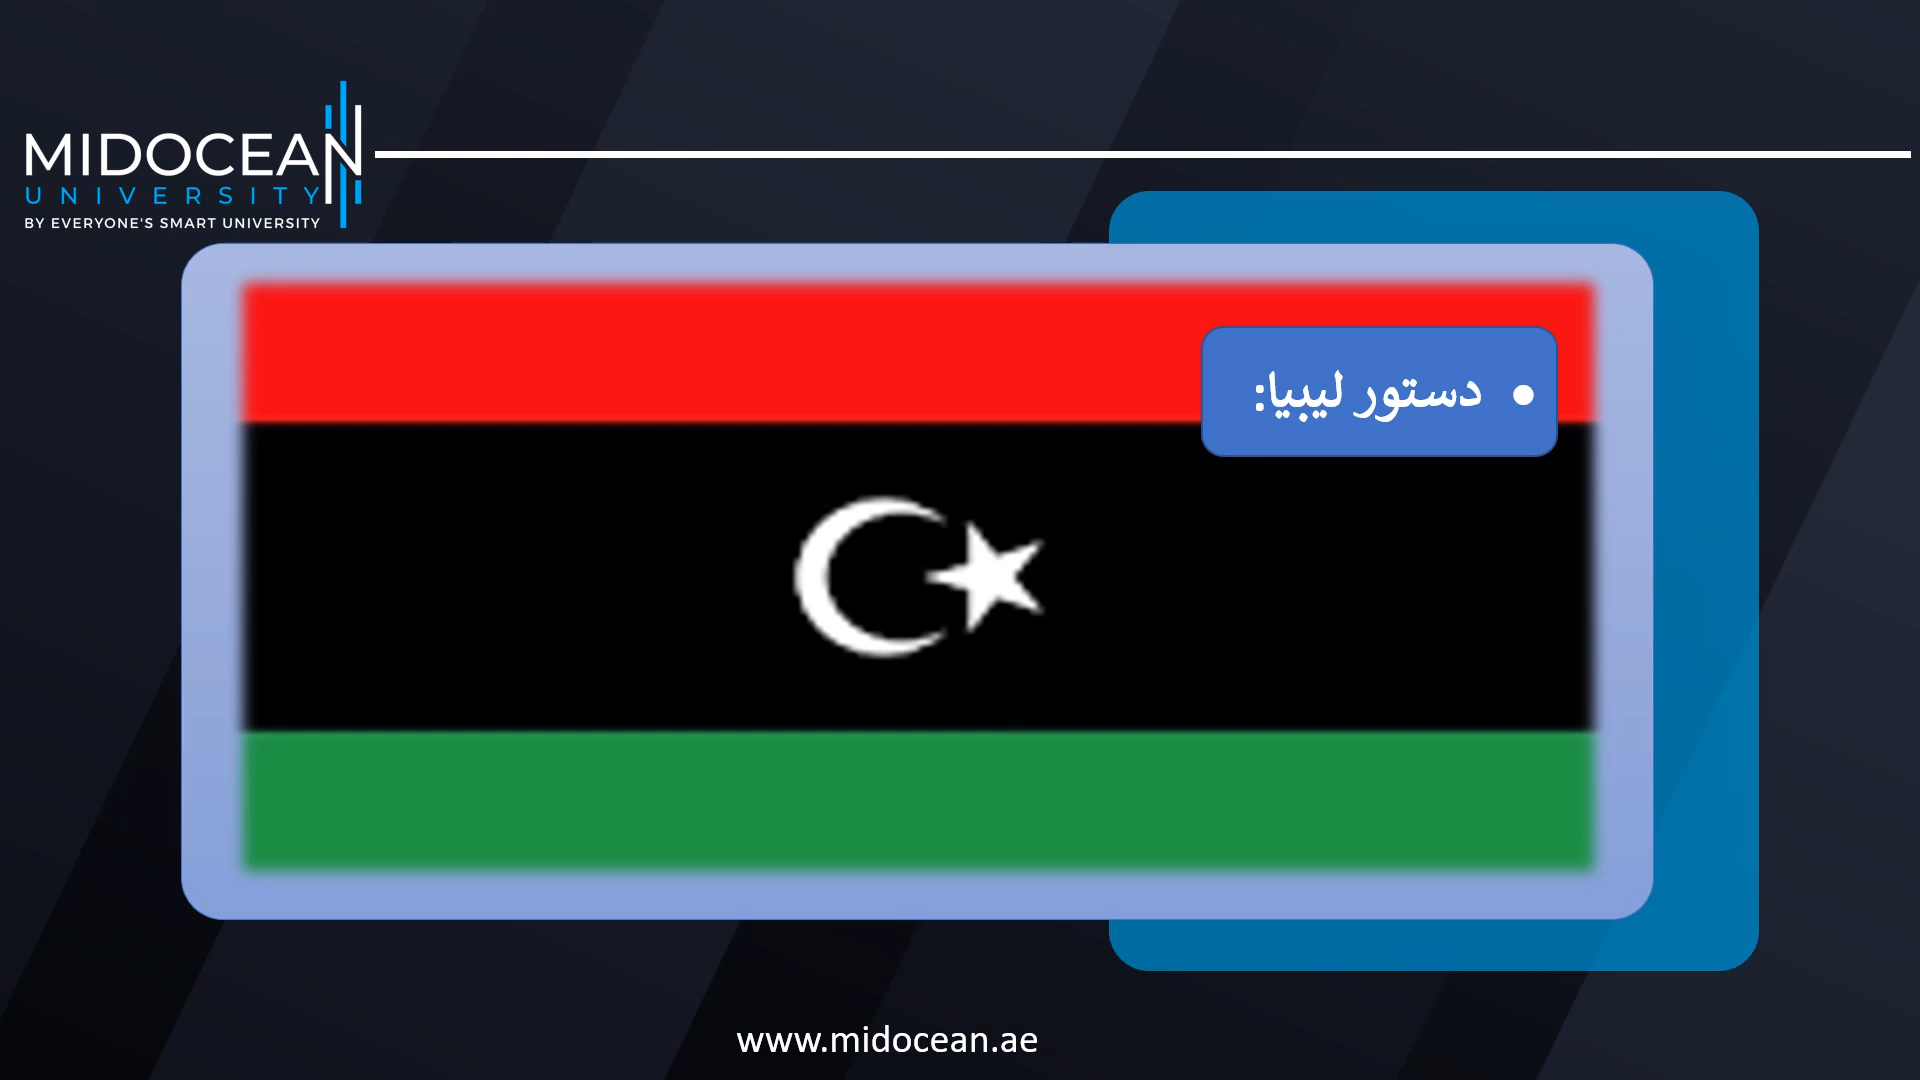 MIDOCEAN
UNIVERSITY
BY EVERYONE'S SMART UNIVERSITY
• دستور ليبيا:
www.midocean.ae